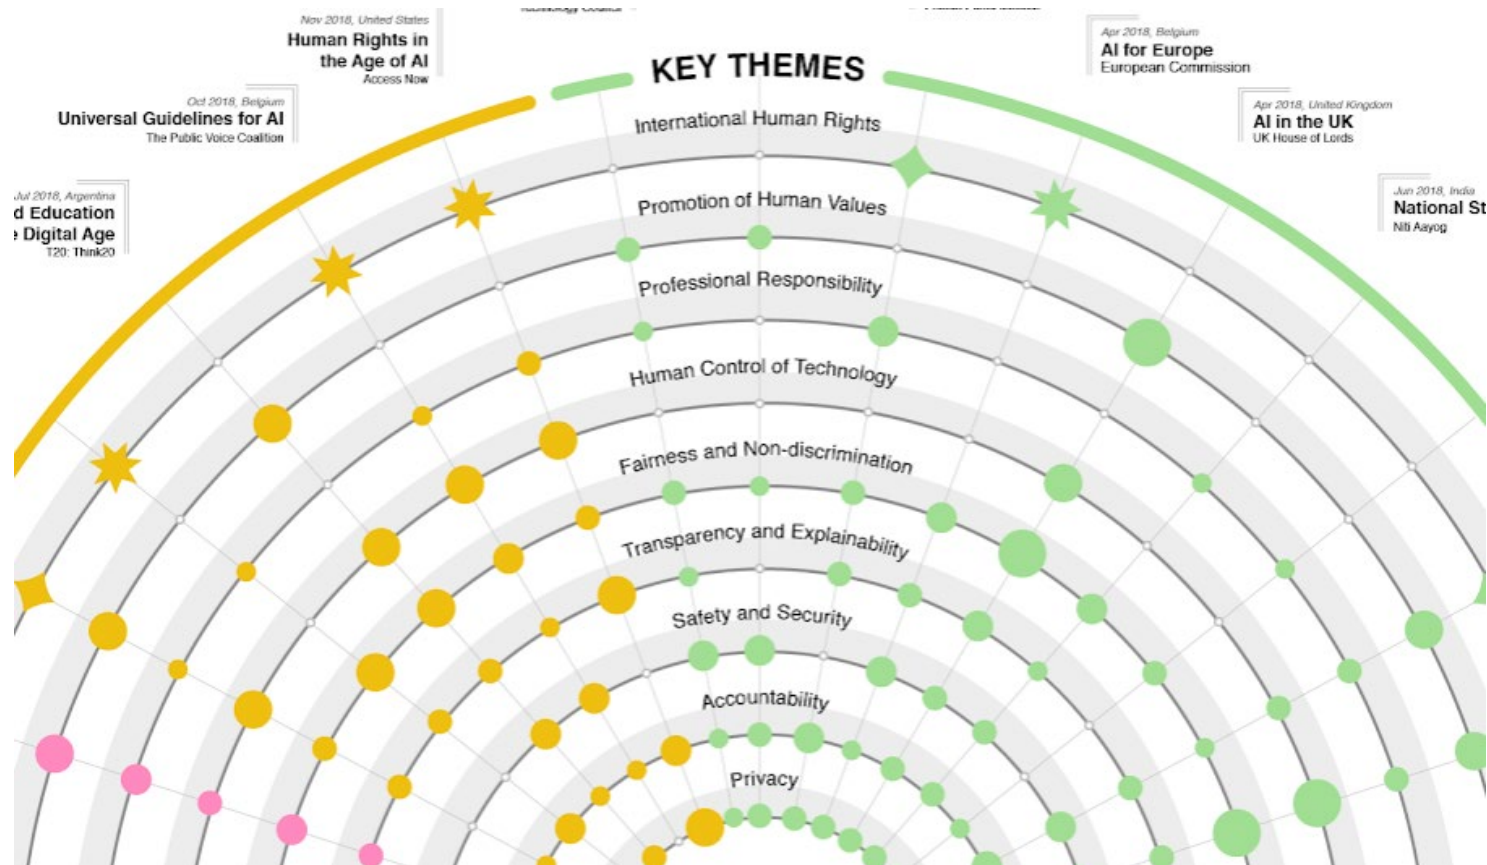 Nov 2018, United States
Human Rights in
the Age of AI
Access Now
Oct 2018, Belgium
Universal Guidelines for AI
The Public Voice Coalition
Jul 2018, Argentina
d Education
e Digital Age
T20: Think20
KEY THEMES
International Human Rights
Promotion of Human Values
Professional Responsibility
Human Control of Technology
Fairness and Non-discrimination
Transparency and Explainability
Safety and Security
Accountability
Privacy
Apr 2018, Belgium
AI for Europe
European Commission
Apr 2018, United Kingdom
AI in the UK
UK House of Lords
Jun 2018, India
National St
Niti Aayog